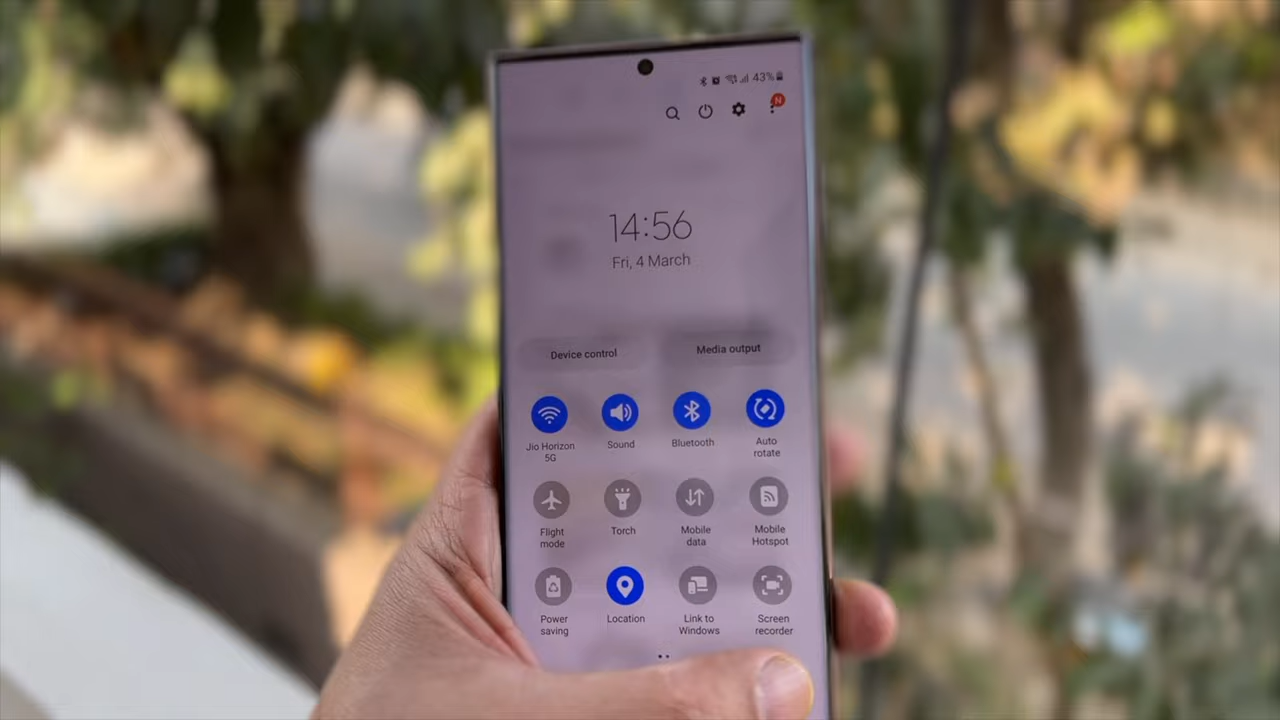 43%
N
14:56
Fri, 4 March
Device control
Media output
Jio Horizon
5G
Sound
Bluetooth
Auto
rotate
Flight
mode
Torch
Mobile
data
Mobile
Hotspot
Power
saving
Location
Link to
Windows
Screen
recorder